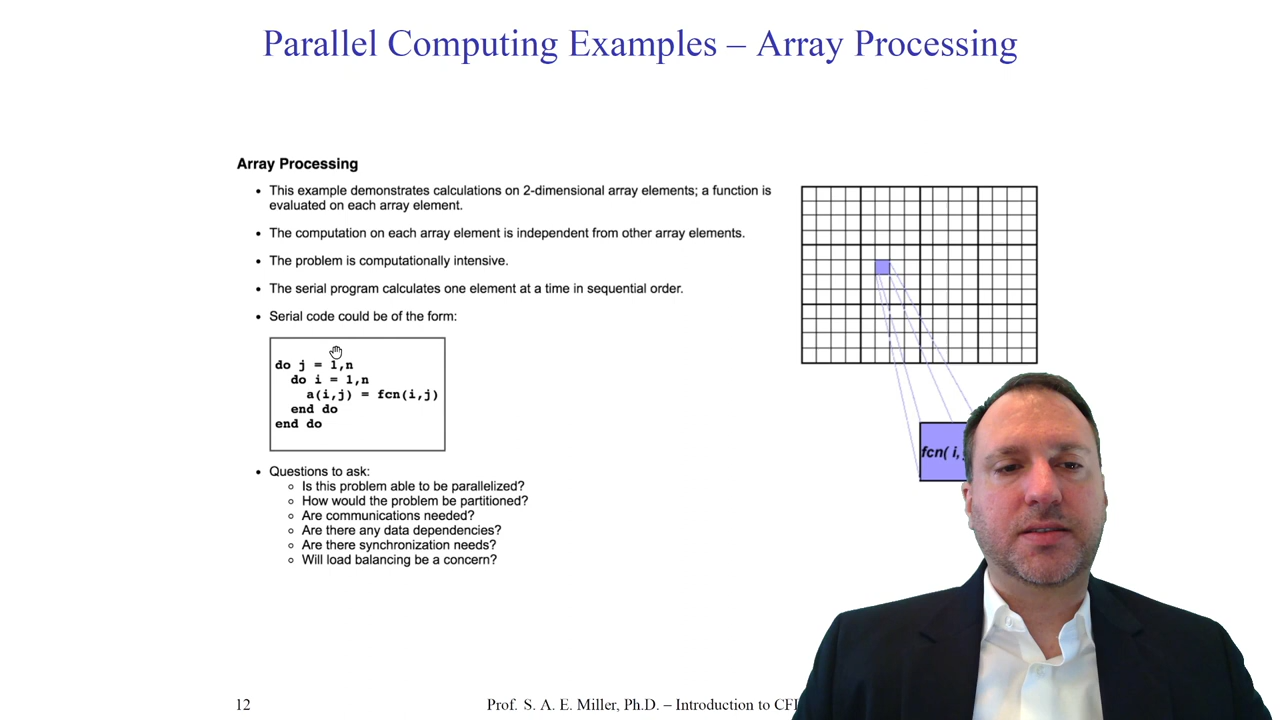 Parallel Computing Examples – Array Processing
Array Processing
• This example demonstrates calculations on 2-dimensional array elements; a function is
evaluated on each array element.
• The computation on each array element is independent from other array elements.
• The problem is computationally intensive.
• The serial program calculates one element at a time in sequential order.
• Serial code could be of the form:
do j = 1,n
do i = 1,n
a(i,j) = fcn(i,j)
end do
end do
• Questions to ask:
◦ Is this problem able to be parallelized?
◦ How would the problem be partitioned?
◦ Are communications needed?
◦ Are there any data dependencies?
◦ Are there synchronization needs?
◦ Will load balancing be a concern?
fcn( i,
12
Prof. S. A. E. Miller, Ph.D. – Introduction to